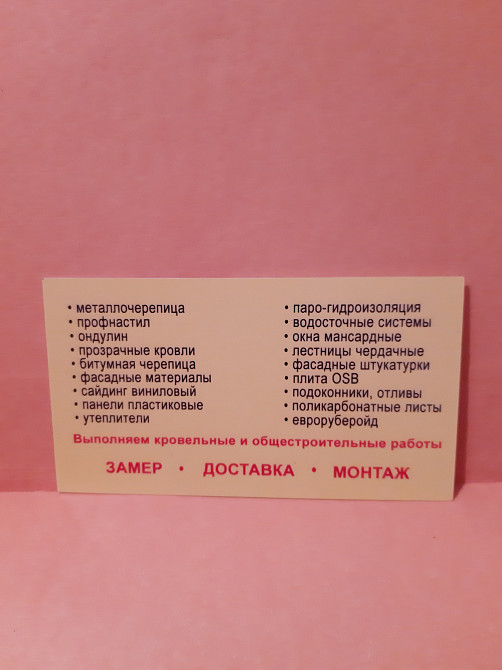 • металлочерепица
• профнастил
• ондулин
• прозрачные кровли
• битумная черепица
• фасадные материалы
• сайдинг виниловый
• панели пластиковые
• утеплители
• паро-гидроизоляция
• водосточные системы
• окна мансардные
• лестницы чердачные
• фасадные штукатурки
• плита OSB
• подоконники, отливы
• поликарбонатные листы
• евроруберойд
Выполняем кровельные и общестроительные работы
ЗАМЕР • ДОСТАВКА • МОНТАЖ